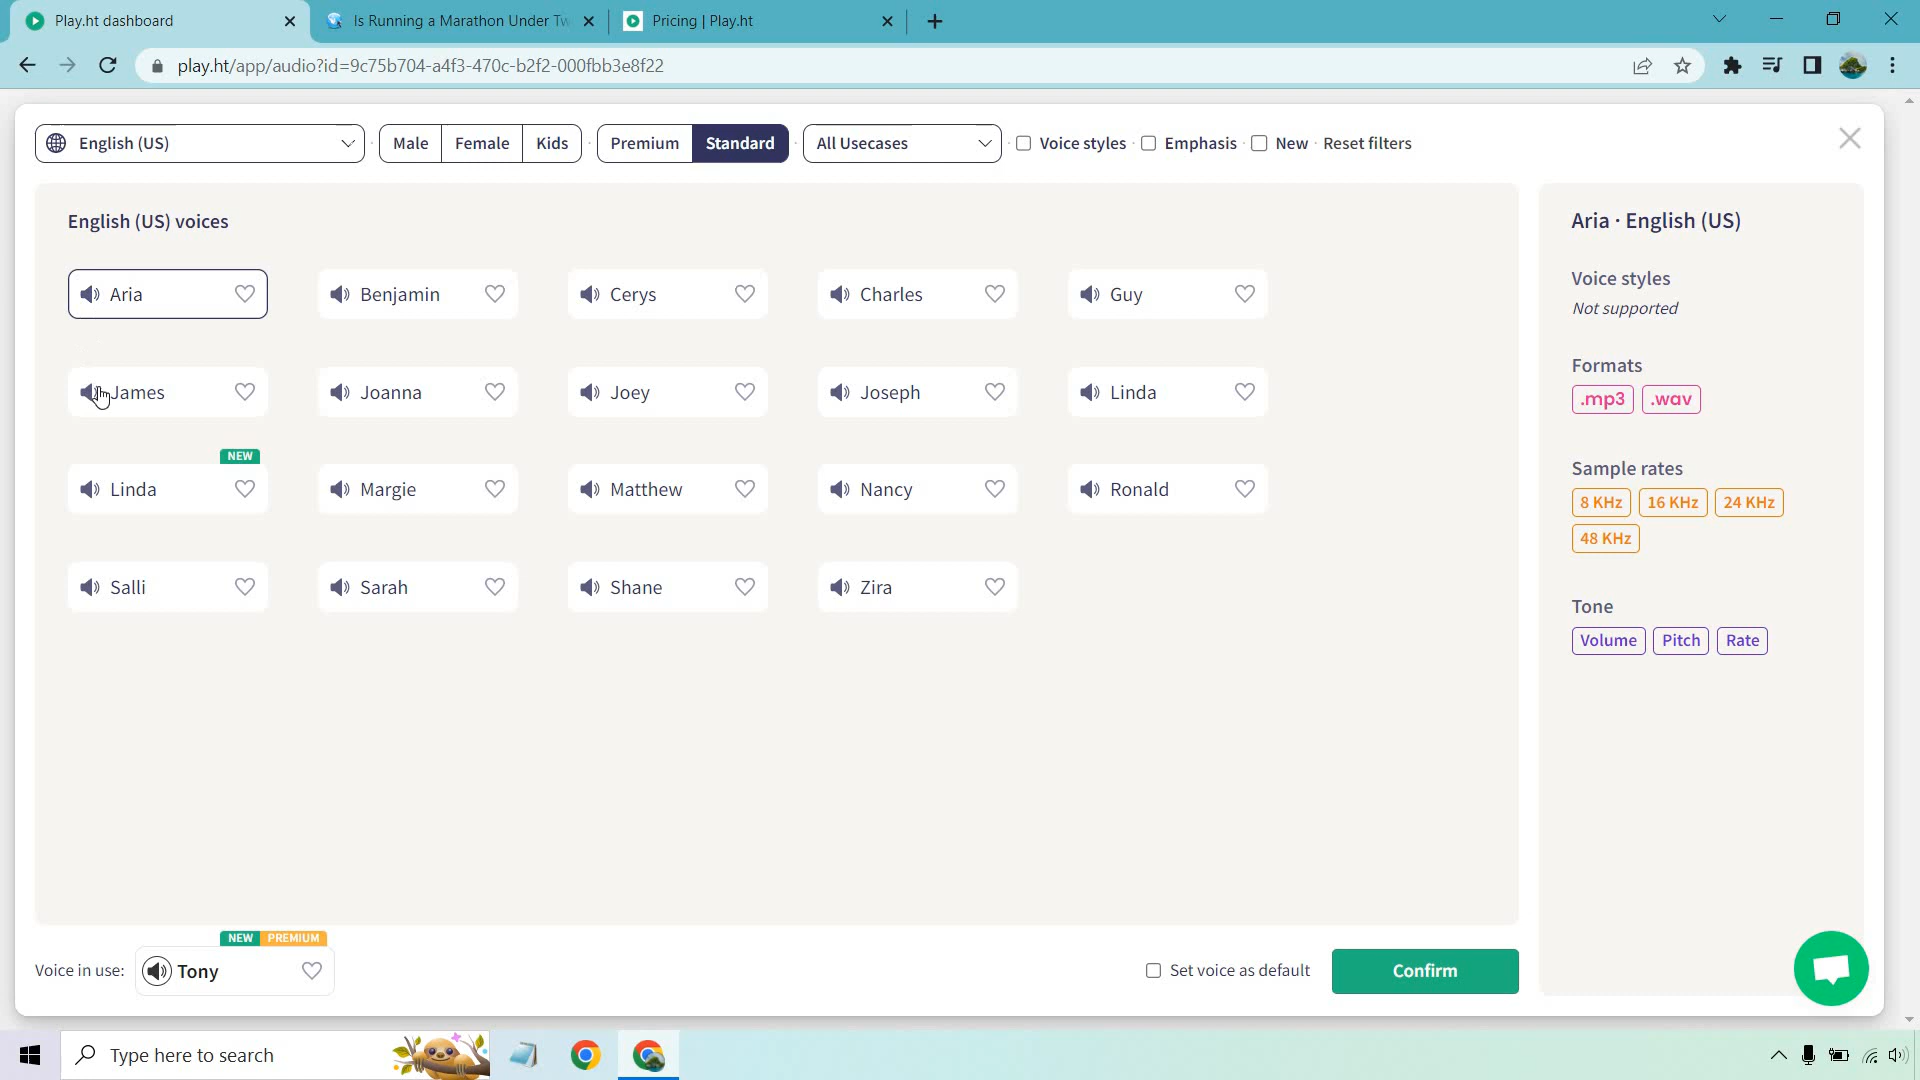 Play.ht dashboard
Is Running a Marathon Under Tw
Pricing | Play.ht
play.ht/app/audio?id=9c75b704-a4f3-470c-b2f2-000fbb3e8f22
English (US)
Male
Female
Kids
Premium
Standard
All Usecases
Voice styles
Emphasis
New
Reset filters
English (US) voices
Aria
Benjamin
Cerys
Charles
Guy
James
Joanna
Joey
Joseph
Linda
NEW
Linda
Margie
Matthew
Nancy
Ronald
Salli
Sarah
Shane
Zira
Aria · English (US)
Voice styles
Not supported
Formats
.mp3 .wav
Sample rates
8 KHz 16 KHz 24 KHz
48 KHz
Tone
Volume Pitch Rate
NEW PREMIUM
Voice in use: Tony
Set voice as default
Confirm
Type here to search